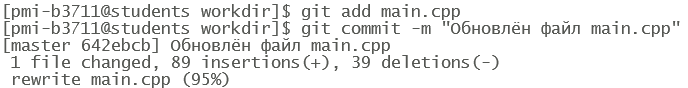 [pmi-b3711@students workdir]$ git add main.cpp
[pmi-b3711@students workdir]$ git commit -m "Обновлён файл main.cpp"
[master 642ebcb] Обновлён файл main.cpp
 1 file changed, 89 insertions(+), 39 deletions(-)
 rewrite main.cpp (95%)